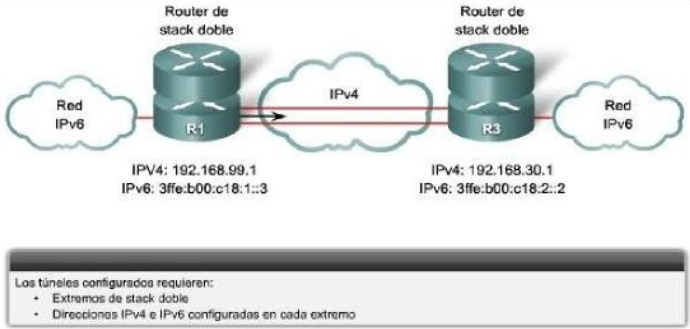 Router de
stack doble
Router de
stack doble
Red
IPv6
R1
IPv4
R3
Red
IPv6
IPV4: 192.168.99.1
IPv6: 3ffe:b00:c18:1::3
IPv4: 192.168.30.1
IPv6: 3ffe:b00:c18:2::2
Los túneles configurados requieren:
• Extremos de stack doble
• Direcciones IPv4 e IPv6 configuradas en cada extremo